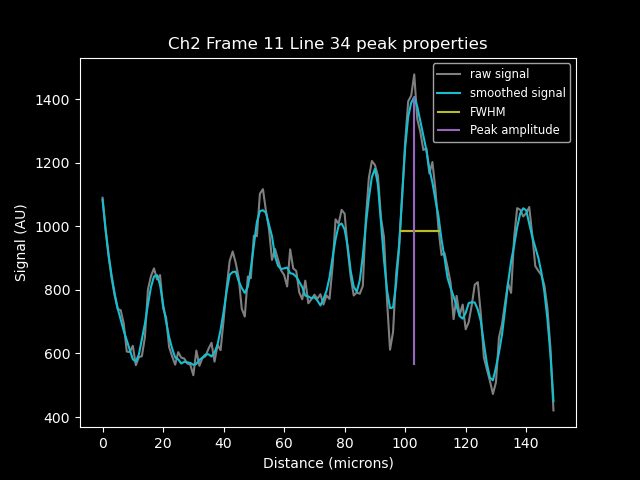 Ch2 Frame 11 Line 34 peak properties
raw signal
smoothed signal
FWHM
Peak amplitude
Signal (AU)
1400
1200
1000
800
600
400
0 20 40 60 80 100 120 140
Distance (microns)